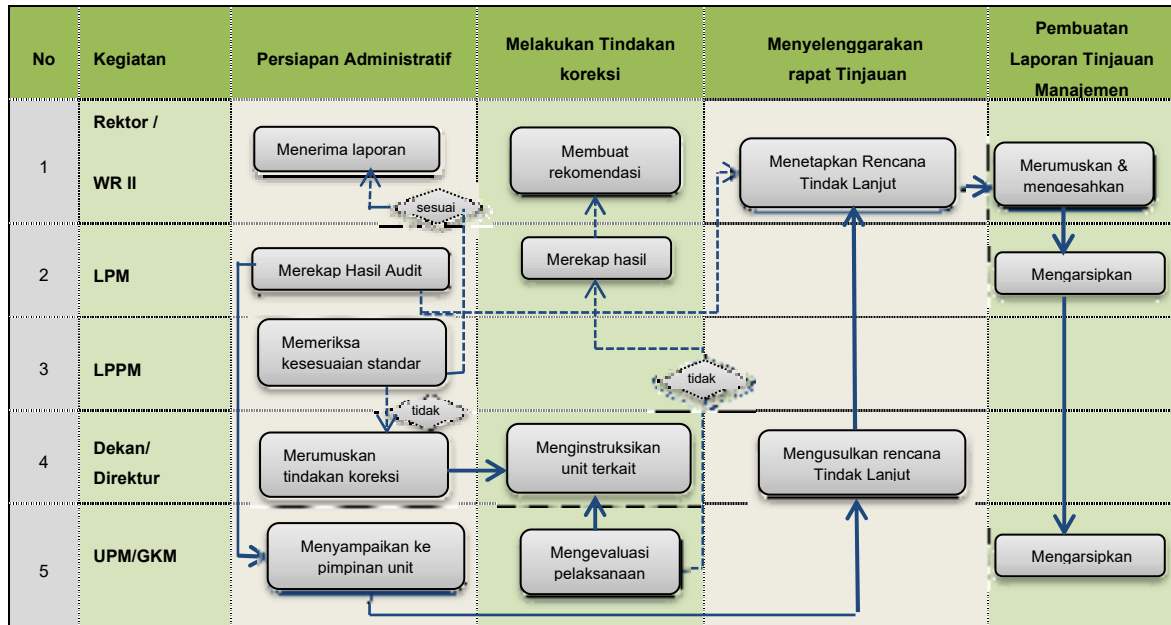 No
Kegiatan
Persiapan Administratif
Melakukan Tindakan
koreksi
Menyelenggarakan
rapat Tinjauan
Pembuatan
Laporan Tinjauan
Manajemen
1
Rektor /
WR II
Menerima laporan
sesuai
Membuat
rekomendasi
Menetapkan Rencana
Tindak Lanjut
Merumuskan &
mengesahkan
2
LPM
Merekap Hasil Audit
Merekap hasil
Mengarsipkan
3
LPPM
Memeriksa
kesesuaian standar
tidak
tidak
4
Dekan/
Direktur
Merumuskan
tindakan koreksi
Menginstruksikan
unit terkait
Mengusulkan rencana
Tindak Lanjut
5
UPM/GKM
Menyampaikan ke
pimpinan unit
Mengevaluasi
pelaksanaan
Mengarsipkan